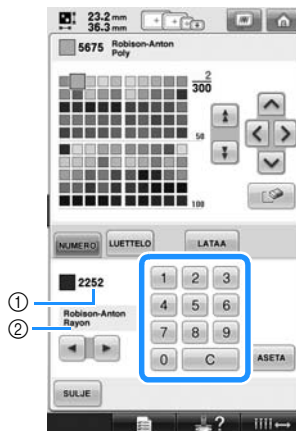 23.2 mm
36.3 mm
5675 Robison-Anton
Poly
2
300
50
100
NUMERO LUETTELO LATAA
① 2252
② Robison-Anton
Rayon
1 2 3
4 5 6
7 8 9
0 C ASETA
SULJE
?